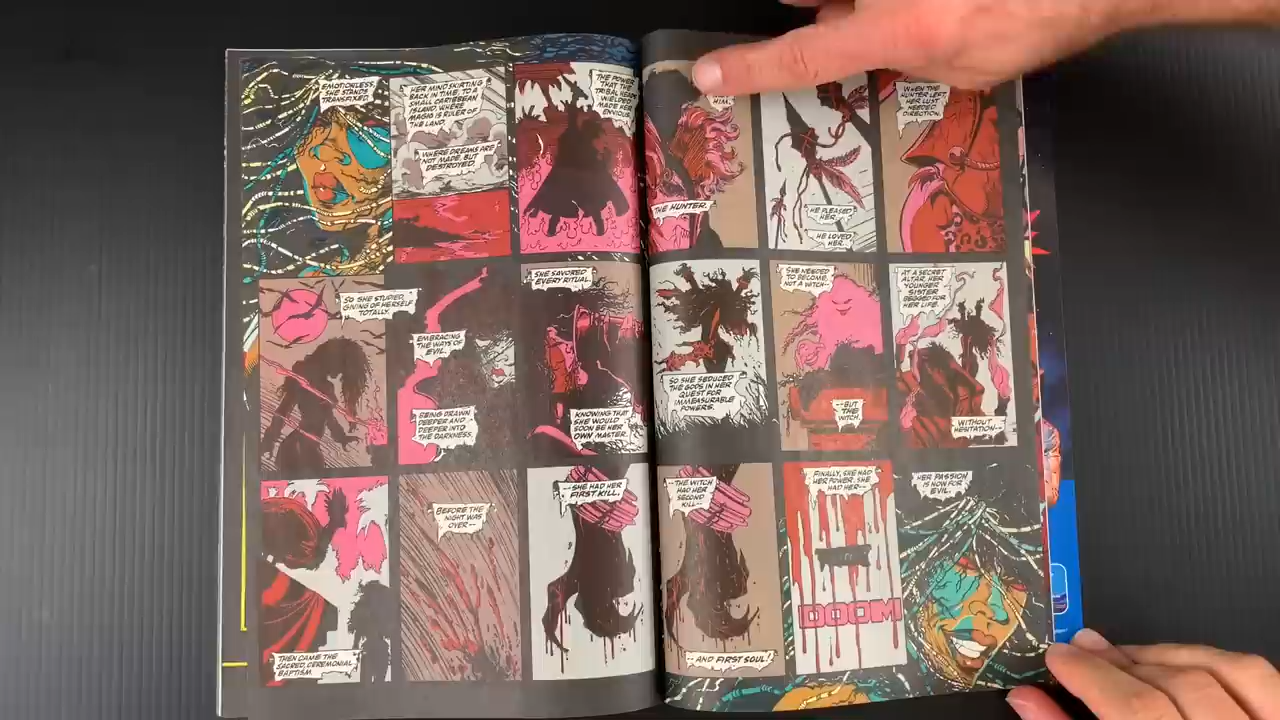 EMOTIONLESS,
SHE STANDS
TRANSFIXED.
HER MIND SKIRTING
BACK IN TIME, TO A
SMALL CARIBBEAN
ISLAND, WHERE
MAGIC IS RULER OF
THE LAND.
WHERE DREAMS ARE
NOT MADE, BUT
DESTROYED.
THE POWERS
THAT THE
TRIBAL HEAD
WIELDED
MADE HER
ENVIOUS.
HIM.
THE HUNTER.
HE PLEASED
HER.
HE LOVED
HER.
WHEN THE
HUNTER LEFT,
HER LUST
NEEDED
DIRECTION.
SO SHE STUDIED,
GIVING OF HERSELF
TOTALLY.
EMBRACING
THE WAYS OF
EVIL.
BEING DRAWN
DEEPER AND
DEEPER INTO
THE DARKNESS.
SHE SAVORED
EVERY RITUAL.
KNOWING THAT
SHE WOULD
SOON BE HER
OWN MASTER.
SO SHE SEDUCED
THE GODS IN HER
QUEST FOR
IMMEASURABLE
POWERS.
SHE NEEDED
TO BECOME,
NOT A WITCH--
--BUT
THE
WITCH.
AT A SECRET
ALTAR, HER
YOUNGER
SISTER
BEGGED FOR
HER LIFE.
WITHOUT
HESITATION--
THEN CAME THE
SACRED, CEREMONIAL
BAPTISM.
BEFORE THE
NIGHT WAS
OVER--
--SHE HAD HER
FIRST KILL,
--THE WITCH
HAD HER
SECOND
KILL--
--AND FIRST SOUL!
FINALLY, SHE HAD
HER POWER. SHE
HAD HER--
DOOM!
HER PASSION
IS NOW FOR
EVIL.